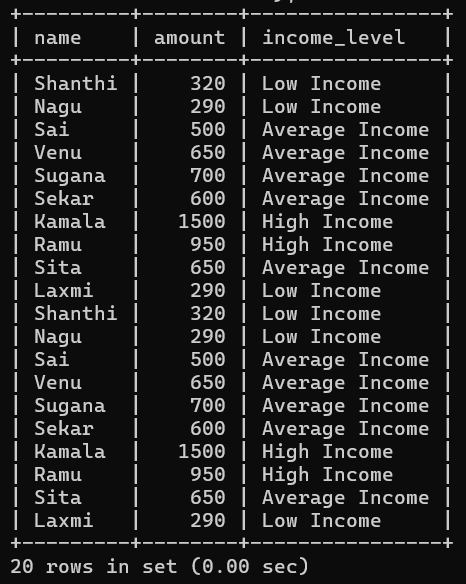 +---------+--------+----------------+
| name    | amount | income_level   |
+---------+--------+----------------+
| Shanthi |    320 | Low Income     |
| Nagu    |    290 | Low Income     |
| Sai     |    500 | Average Income |
| Venu    |    650 | Average Income |
| Sugana  |    700 | Average Income |
| Sekar   |    600 | Average Income |
| Kamala  |   1500 | High Income    |
| Ramu    |    950 | High Income    |
| Sita    |    650 | Average Income |
| Laxmi   |    290 | Low Income     |
| Shanthi |    320 | Low Income     |
| Nagu    |    290 | Low Income     |
| Sai     |    500 | Average Income |
| Venu    |    650 | Average Income |
| Sugana  |    700 | Average Income |
| Sekar   |    600 | Average Income |
| Kamala  |   1500 | High Income    |
| Ramu    |    950 | High Income    |
| Sita    |    650 | Average Income |
| Laxmi   |    290 | Low Income     |
+---------+--------+----------------+
20 rows in set (0.00 sec)